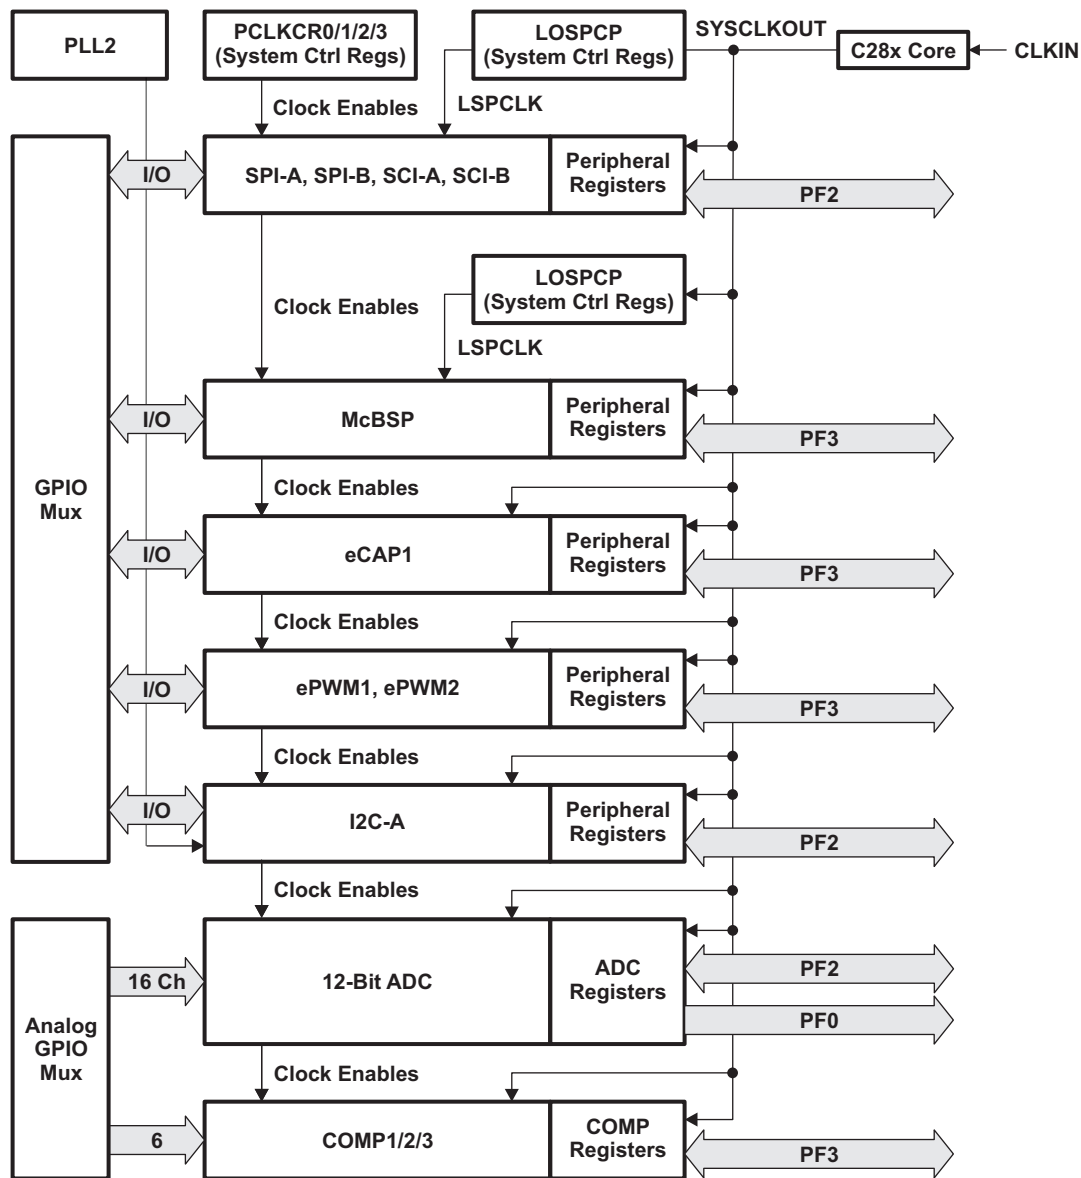 PLL2
PCLKCR0/1/2/3
(System Ctrl Regs)
LOSPCP
(System Ctrl Regs)
SYSCLKOUT
C28x Core
CLKIN
Clock Enables
LSPCLK
I/O
SPI-A, SPI-B, SCI-A, SCI-B
Peripheral
Registers
PF2
LOSPCP
(System Ctrl Regs)
Clock Enables
LSPCLK
I/O
McBSP
Peripheral
Registers
PF3
GPIO
Mux
Clock Enables
I/O
eCAP1
Peripheral
Registers
PF3
Clock Enables
I/O
ePWM1, ePWM2
Peripheral
Registers
PF3
Clock Enables
I/O
I2C-A
Peripheral
Registers
PF2
Clock Enables
Analog
GPIO
Mux
16 Ch
12-Bit ADC
ADC
Registers
PF2
PF0
Clock Enables
6
COMP1/2/3
COMP
Registers
PF3